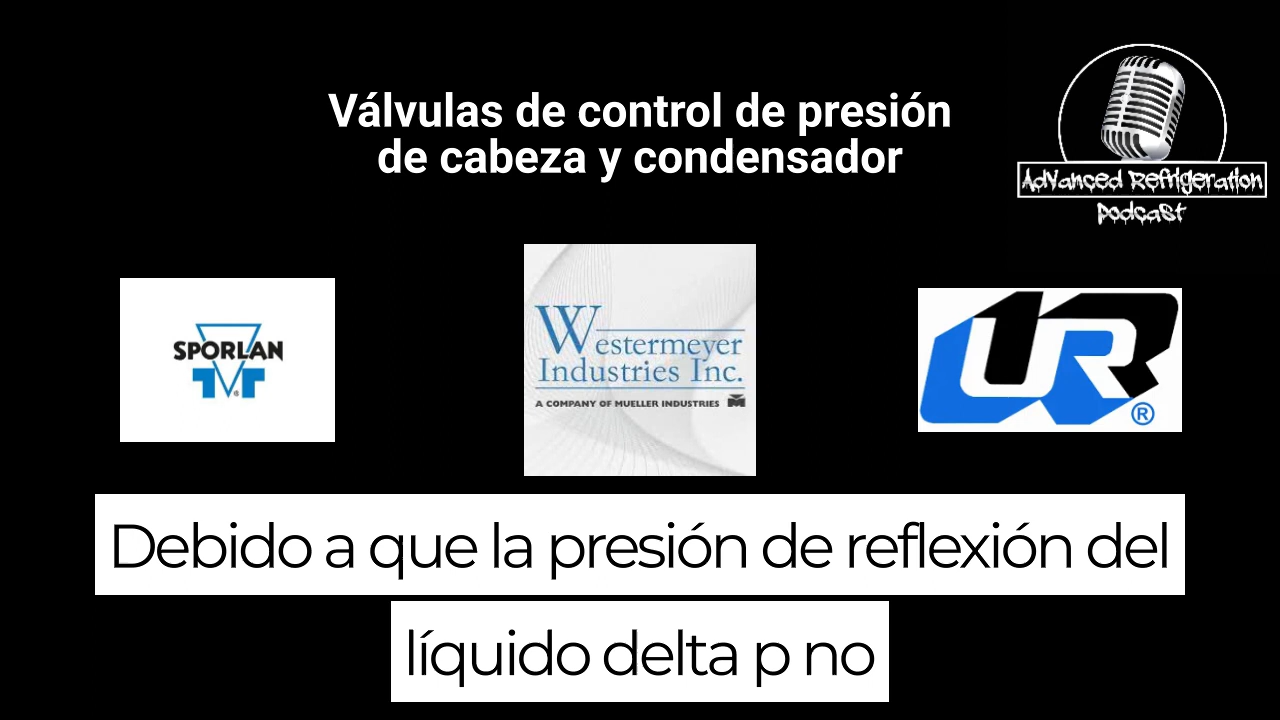 Válvulas de control de presión
de cabeza y condensador
AdVanced Refrigeration
podcaSt
SPORLAN
®
Westermeyer
Industries Inc.
A COMPANY OF MUELLER INDUSTRIES
UR
®
Debido a que la presión de reflexión del
líquido delta p no